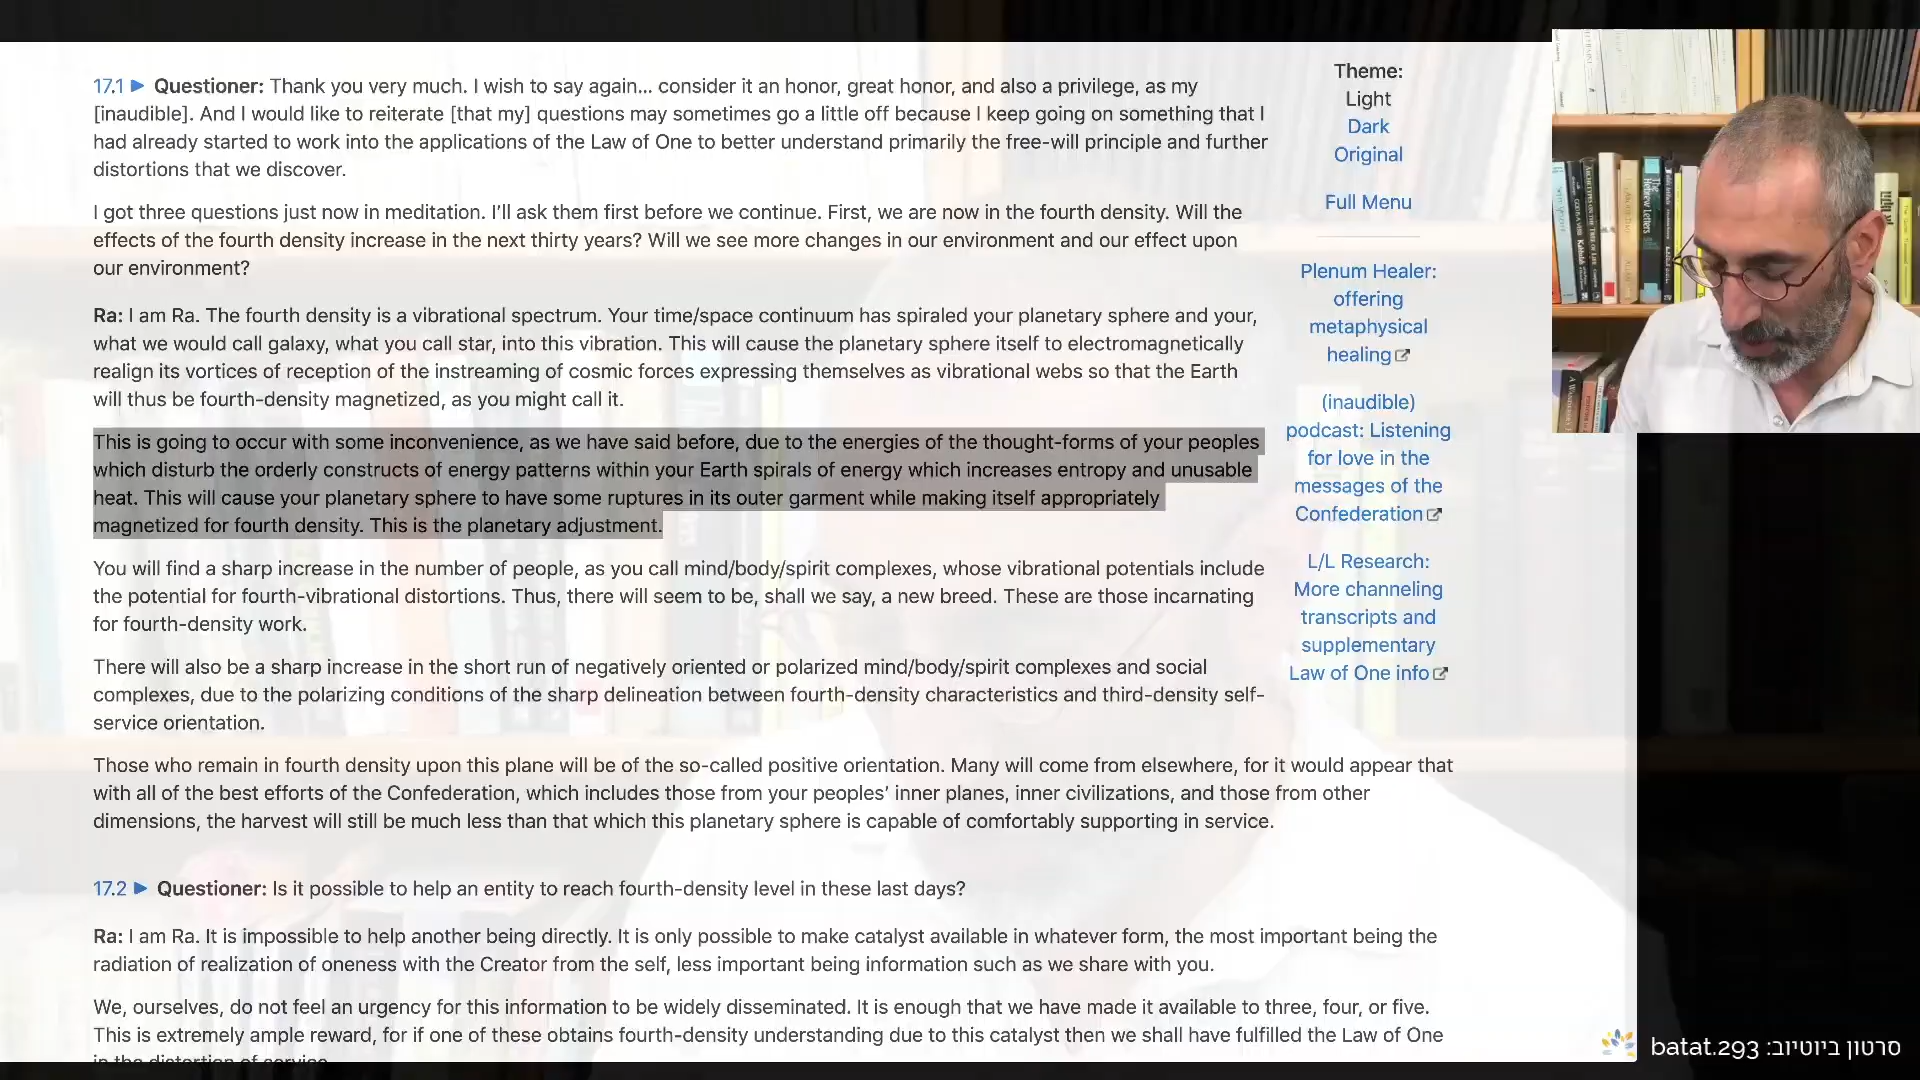 17.1 ► Questioner: Thank you very much. I wish to say again... consider it an honor, great honor, and also a privilege, as my
[inaudible]. And I would like to reiterate [that my] questions may sometimes go a little off because I keep going on something that I
had already started to work into the applications of the Law of One to better understand primarily the free-will principle and further
distortions that we discover.
I got three questions just now in meditation. I’ll ask them first before we continue. First, we are now in the fourth density. Will the
effects of the fourth density increase in the next thirty years? Will we see more changes in our environment and our effect upon
our environment?
Ra: I am Ra. The fourth density is a vibrational spectrum. Your time/space continuum has spiraled your planetary sphere and your,
what we would call galaxy, what you call star, into this vibration. This will cause the planetary sphere itself to electromagnetically
realign its vortices of reception of the instreaming of cosmic forces expressing themselves as vibrational webs so that the Earth
will thus be fourth-density magnetized, as you might call it.
This is going to occur with some inconvenience, as we have said before, due to the energies of the thought-forms of your peoples
which disturb the orderly constructs of energy patterns within your Earth spirals of energy which increases entropy and unusable
heat. This will cause your planetary sphere to have some ruptures in its outer garment while making itself appropriately
magnetized for fourth density. This is the planetary adjustment.
You will find a sharp increase in the number of people, as you call mind/body/spirit complexes, whose vibrational potentials include
the potential for fourth-vibrational distortions. Thus, there will seem to be, shall we say, a new breed. These are those incarnating
for fourth-density work.
There will also be a sharp increase in the short run of negatively oriented or polarized mind/body/spirit complexes and social
complexes, due to the polarizing conditions of the sharp delineation between fourth-density characteristics and third-density self-
service orientation.
Those who remain in fourth density upon this plane will be of the so-called positive orientation. Many will come from elsewhere, for it would appear that
with all of the best efforts of the Confederation, which includes those from your peoples’ inner planes, inner civilizations, and those from other
dimensions, the harvest will still be much less than that which this planetary sphere is capable of comfortably supporting in service.
17.2 ► Questioner: Is it possible to help an entity to reach fourth-density level in these last days?
Ra: I am Ra. It is impossible to help another being directly. It is only possible to make catalyst available in whatever form, the most important being the
radiation of realization of oneness with the Creator from the self, less important being information such as we share with you.
We, ourselves, do not feel an urgency for this information to be widely disseminated. It is enough that we have made it available to three, four, or five.
This is extremely ample reward, for if one of these obtains fourth-density understanding due to this catalyst then we shall have fulfilled the Law of One
in the distortion of service.
Theme:
Light
Dark
Original
Full Menu
Plenum Healer:
offering
metaphysical
healing
(inaudible)
podcast: Listening
for love in the
messages of the
Confederation
L/L Research:
More channeling
transcripts and
supplementary
Law of One info
The Hebrew Letters
סרטון ביוטיוב: batat.293